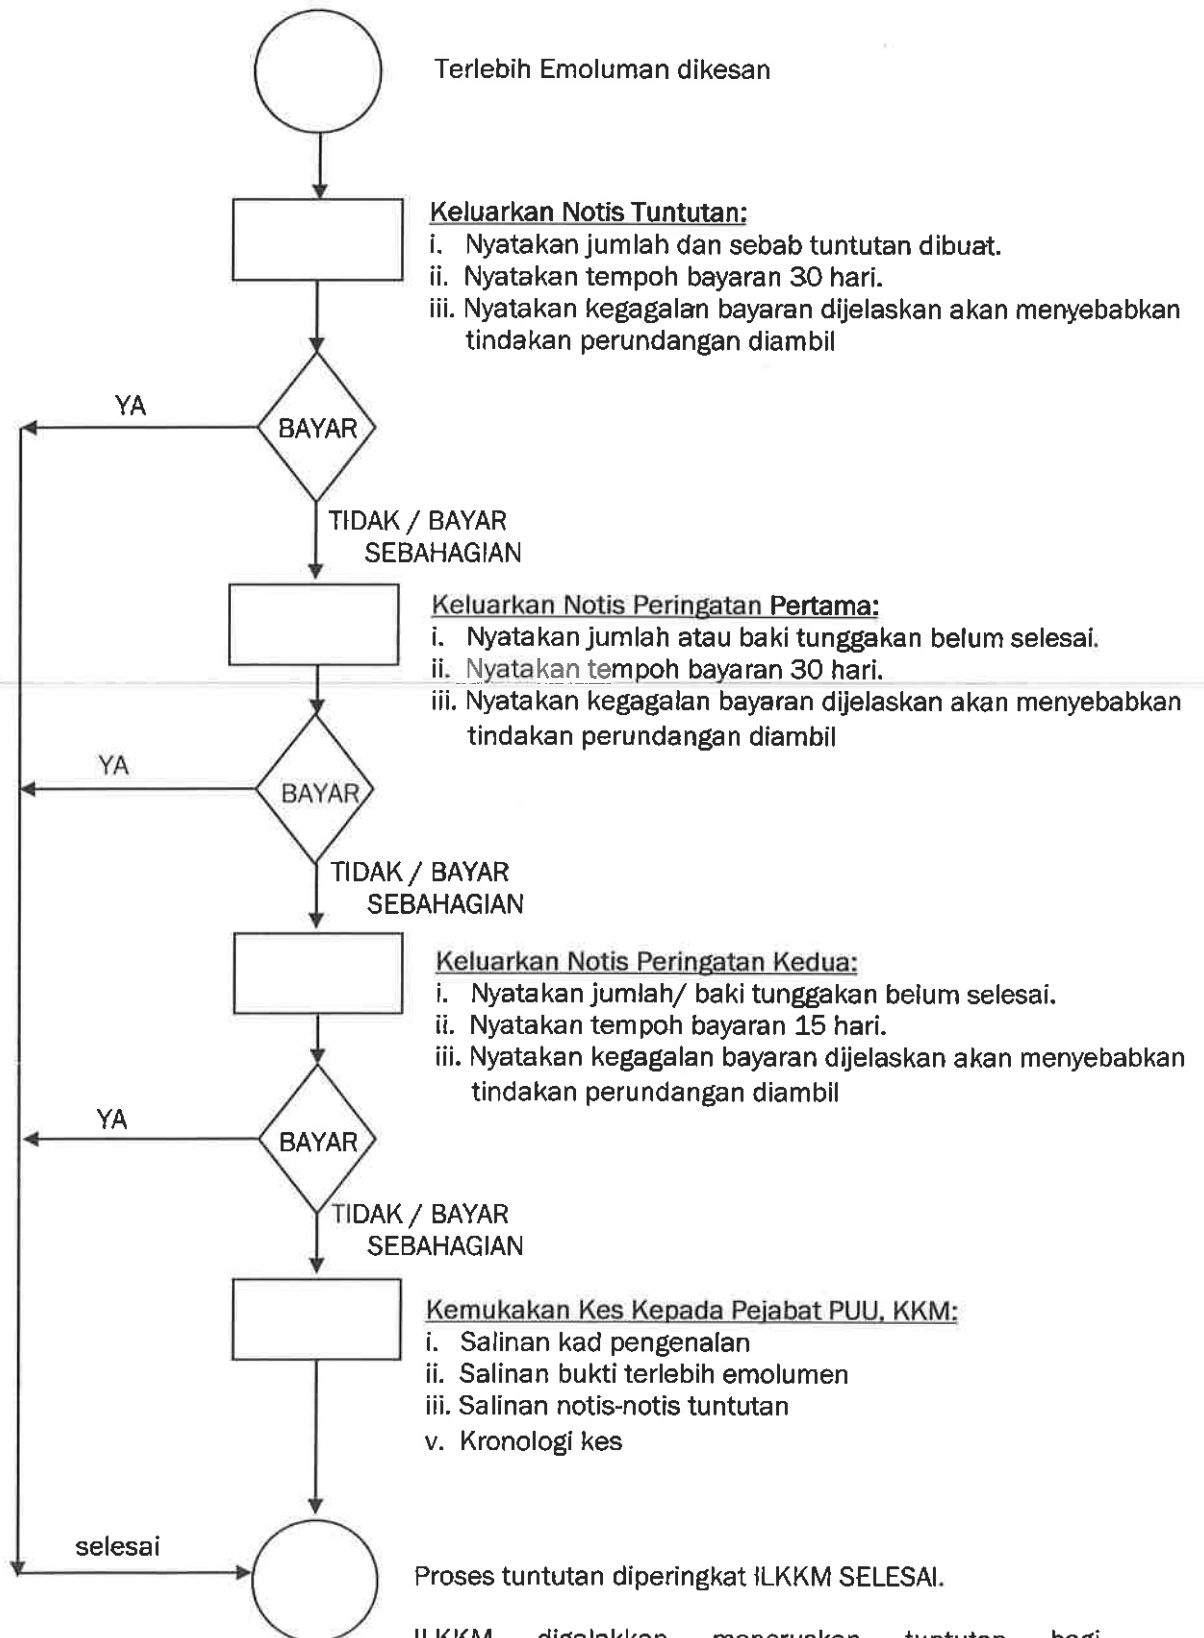 Terlebih Emoluman dikesan
Keluarkan Notis Tuntutan:
i. Nyatakan jumlah dan sebab tuntutan dibuat.
ii. Nyatakan tempoh bayaran 30 hari.
iii. Nyatakan kegagalan bayaran dijelaskan akan menyebabkan
tindakan perundangan diambil
YA
BAYAR
TIDAK / BAYAR
SEBAHAGIAN
Keluarkan Notis Peringatan Pertama:
i. Nyatakan jumlah atau baki tunggakan belum selesai.
ii. Nyatakan tempoh bayaran 30 hari.
iii. Nyatakan kegagalan bayaran dijelaskan akan menyebabkan
tindakan perundangan diambil
YA
BAYAR
TIDAK / BAYAR
SEBAHAGIAN
Keluarkan Notis Peringatan Kedua:
i. Nyatakan jumlah/ baki tunggakan belum selesai.
ii. Nyatakan tempoh bayaran 15 hari.
iii. Nyatakan kegagalan bayaran dijelaskan akan menyebabkan
tindakan perundangan diambil
YA
BAYAR
TIDAK / BAYAR
SEBAHAGIAN
Kemukakan Kes Kepada Pejabat PUU, KKM:
i. Salinan kad pengenalan
ii. Salinan bukti terlebih emolumen
iii. Salinan notis-notis tuntutan
v. Kronologi kes
selesai
Proses tuntutan diperingkat ILKKM SELESAI.
ILKKM digalakkan meneruskan tuntutan bagi